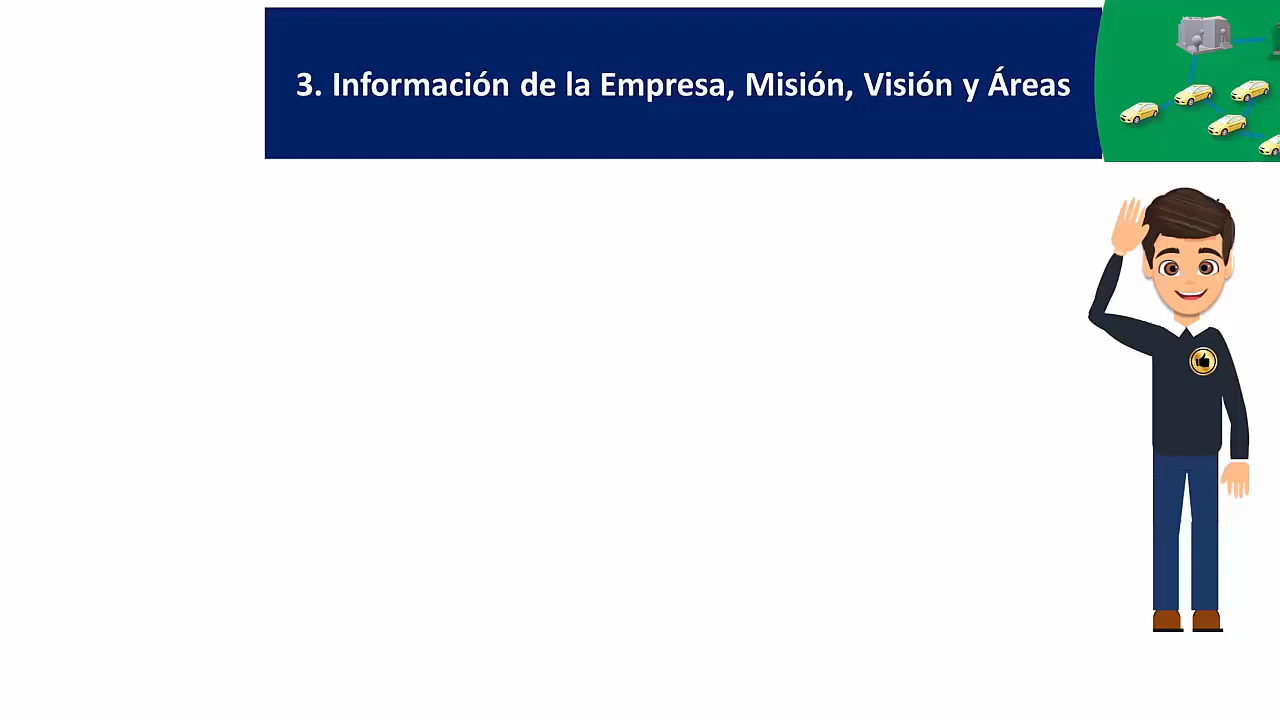 3. Información de la Empresa, Misión, Visión y Áreas